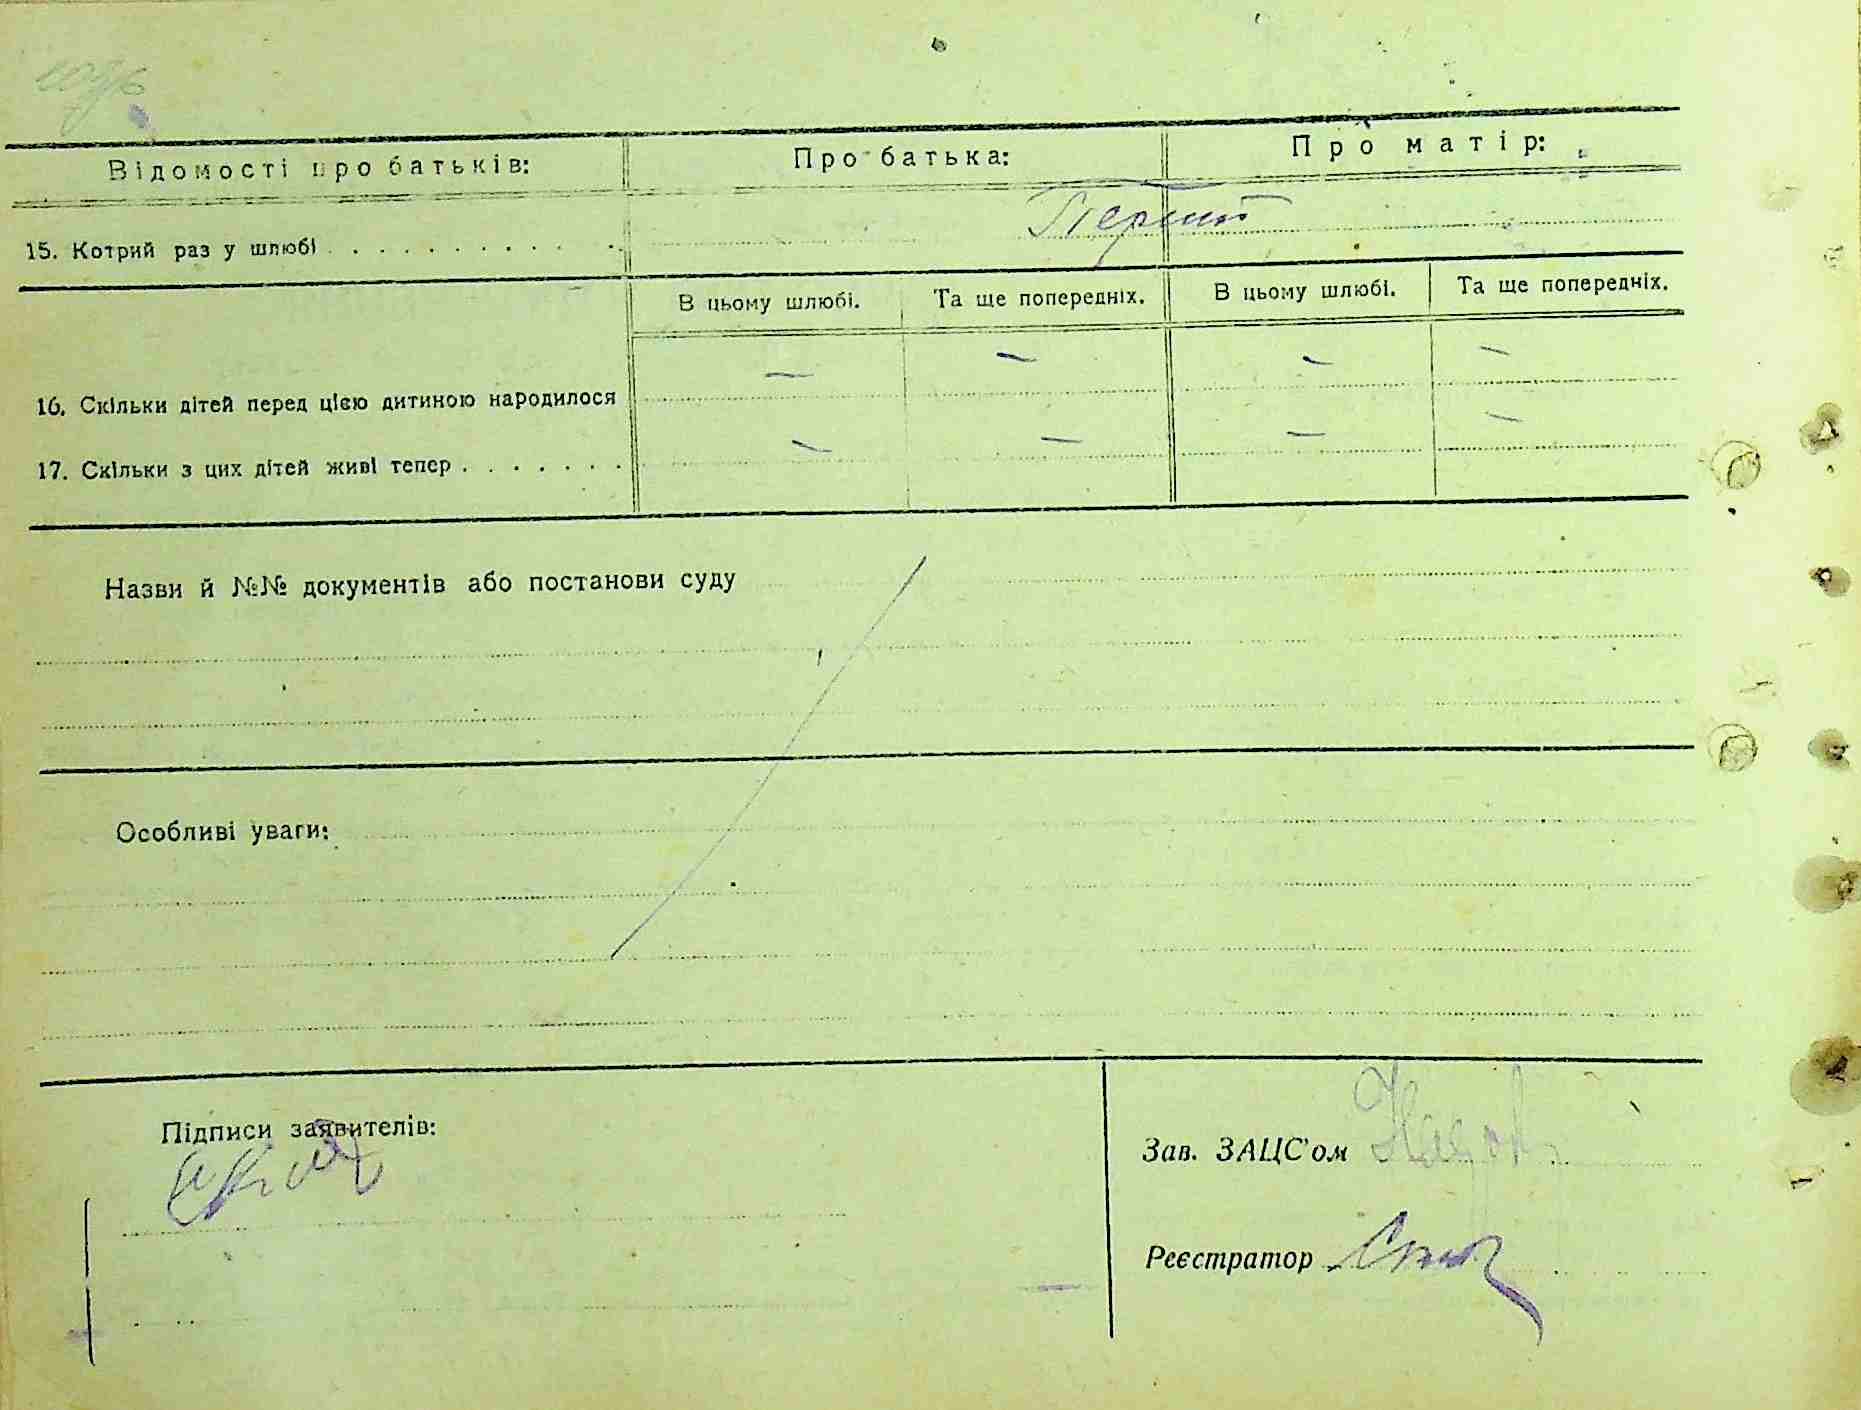 Відомості про батьків: Про батька: Про матір:
15. Котрий раз у шлюбі . . . . . . . . . . . Перший
В цьому шлюбі. Та ще попередніх. В цьому шлюбі. Та ще попередніх.
16. Скільки дітей перед цією дитиною народилося – – – –
17. Скільки з цих дітей живі тепер . . . . . . . – – – –
Назви й №№ документів або постанови суду
Особливі уваги:
Підписи заявителів:
Зав. ЗАЦС'ом
Реєстратор